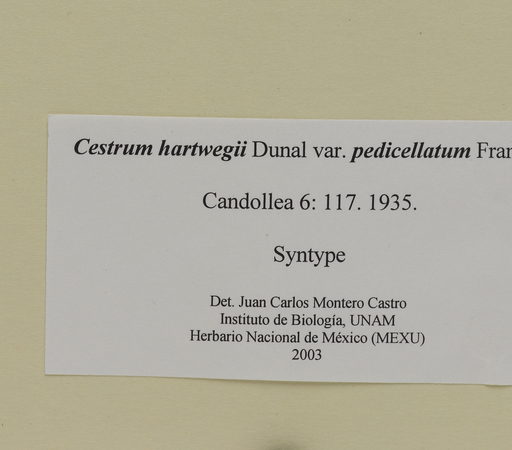 Cestrum hartwegii Dunal var. pedicellatum Fran
Candollea 6: 117. 1935.
Syntype
Det. Juan Carlos Montero Castro
Instituto de Biología, UNAM
Herbario Nacional de México (MEXU)
2003